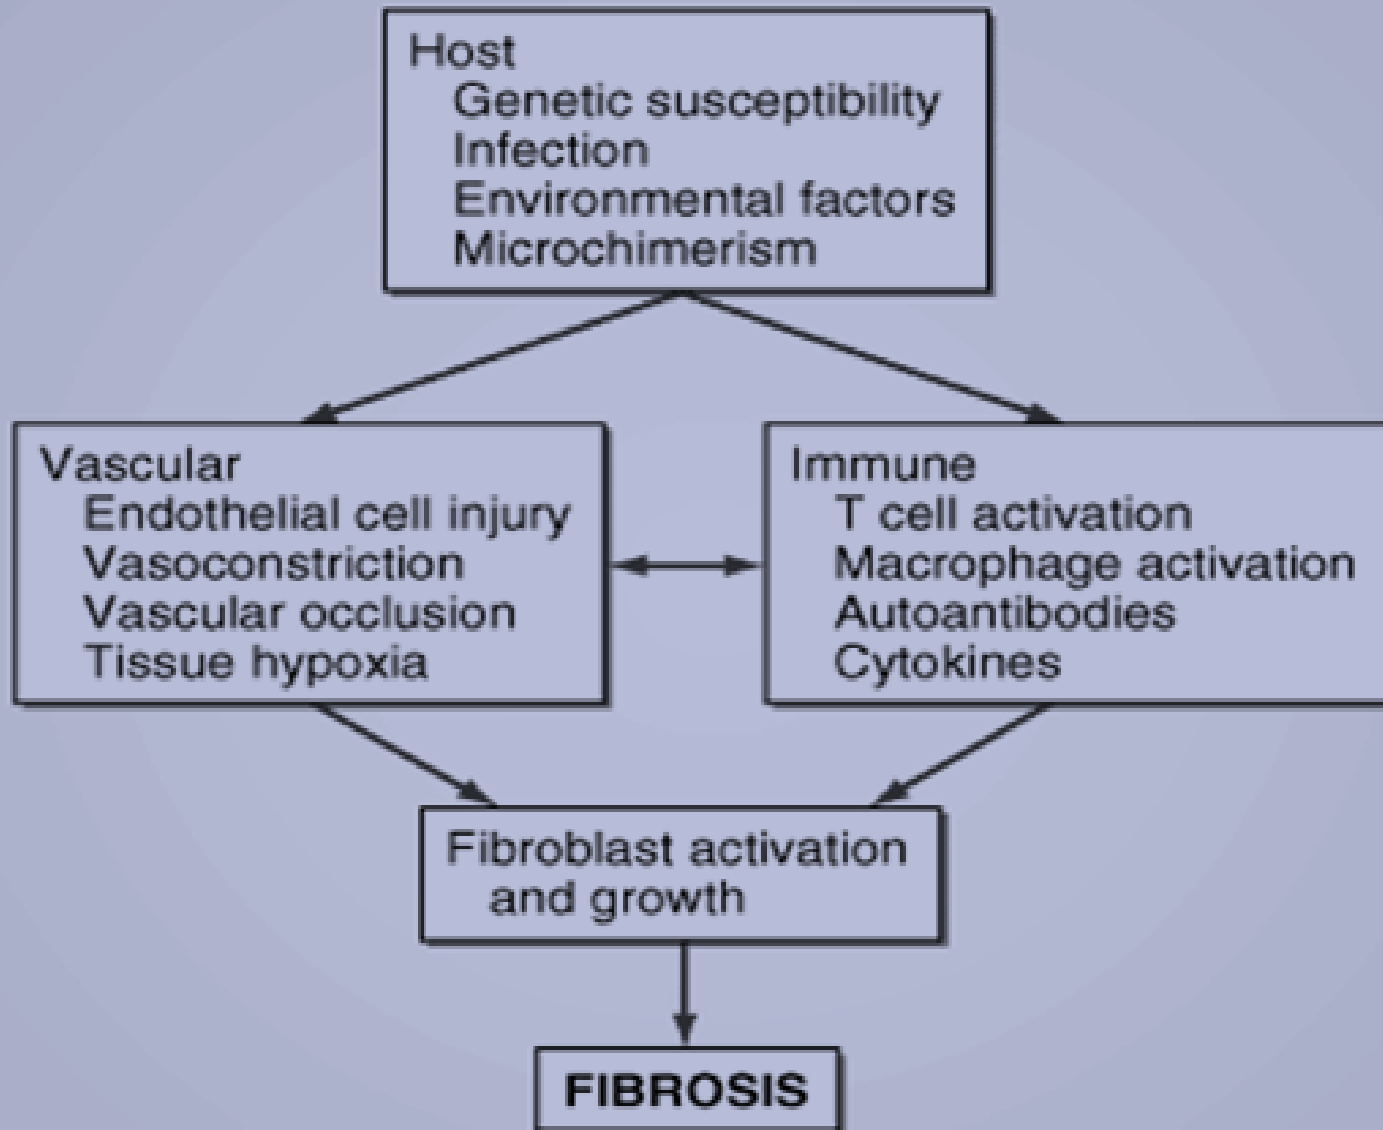 Host
Genetic susceptibility
Infection
Environmental factors
Microchimerism
Vascular
Endothelial cell injury
Vasoconstriction
Vascular occlusion
Tissue hypoxia
Immune
T cell activation
Macrophage activation
Autoantibodies
Cytokines
Fibroblast activation
and growth
FIBROSIS